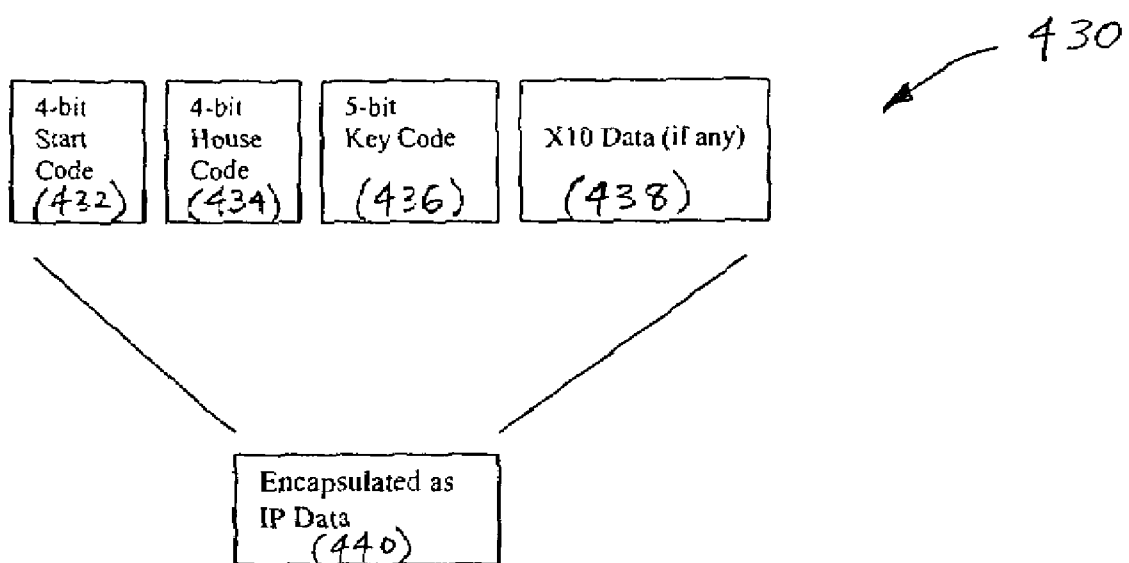 430
4-bit
Start
Code
(432)
4-bit
House
Code
(434)
5-bit
Key Code
(436)
X10 Data (if any)
(438)
Encapsulated as
IP Data
(440)